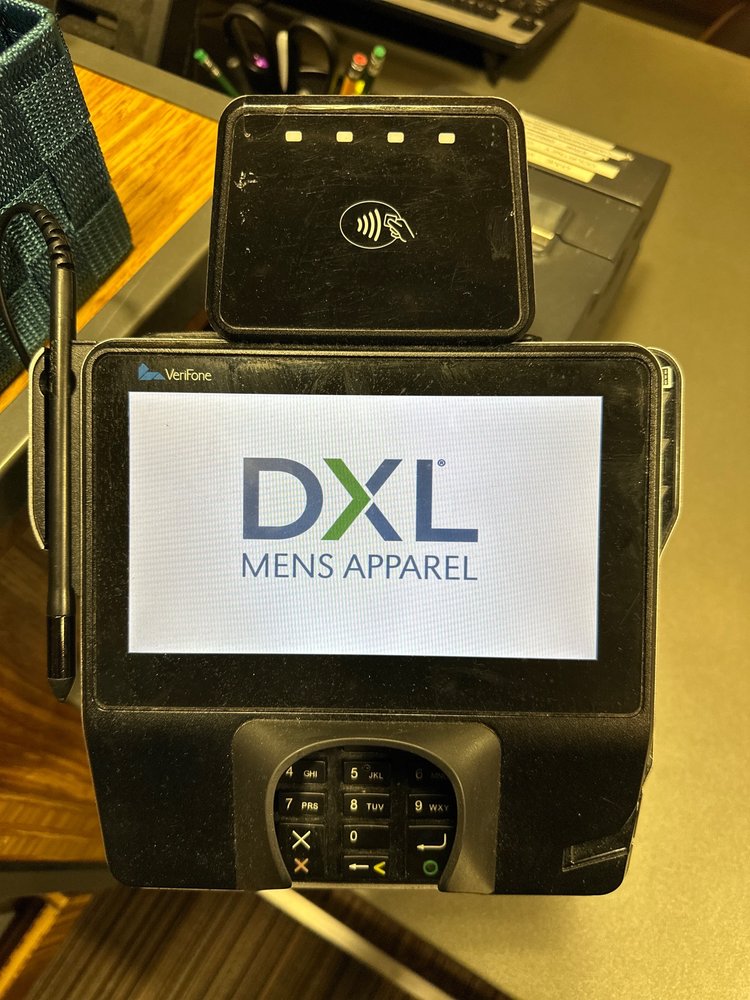 VeriFone
DXL®
MENS APPAREL
4 GHI 5 JKL 6
7 PRS 8 TUV 9 WXY
0